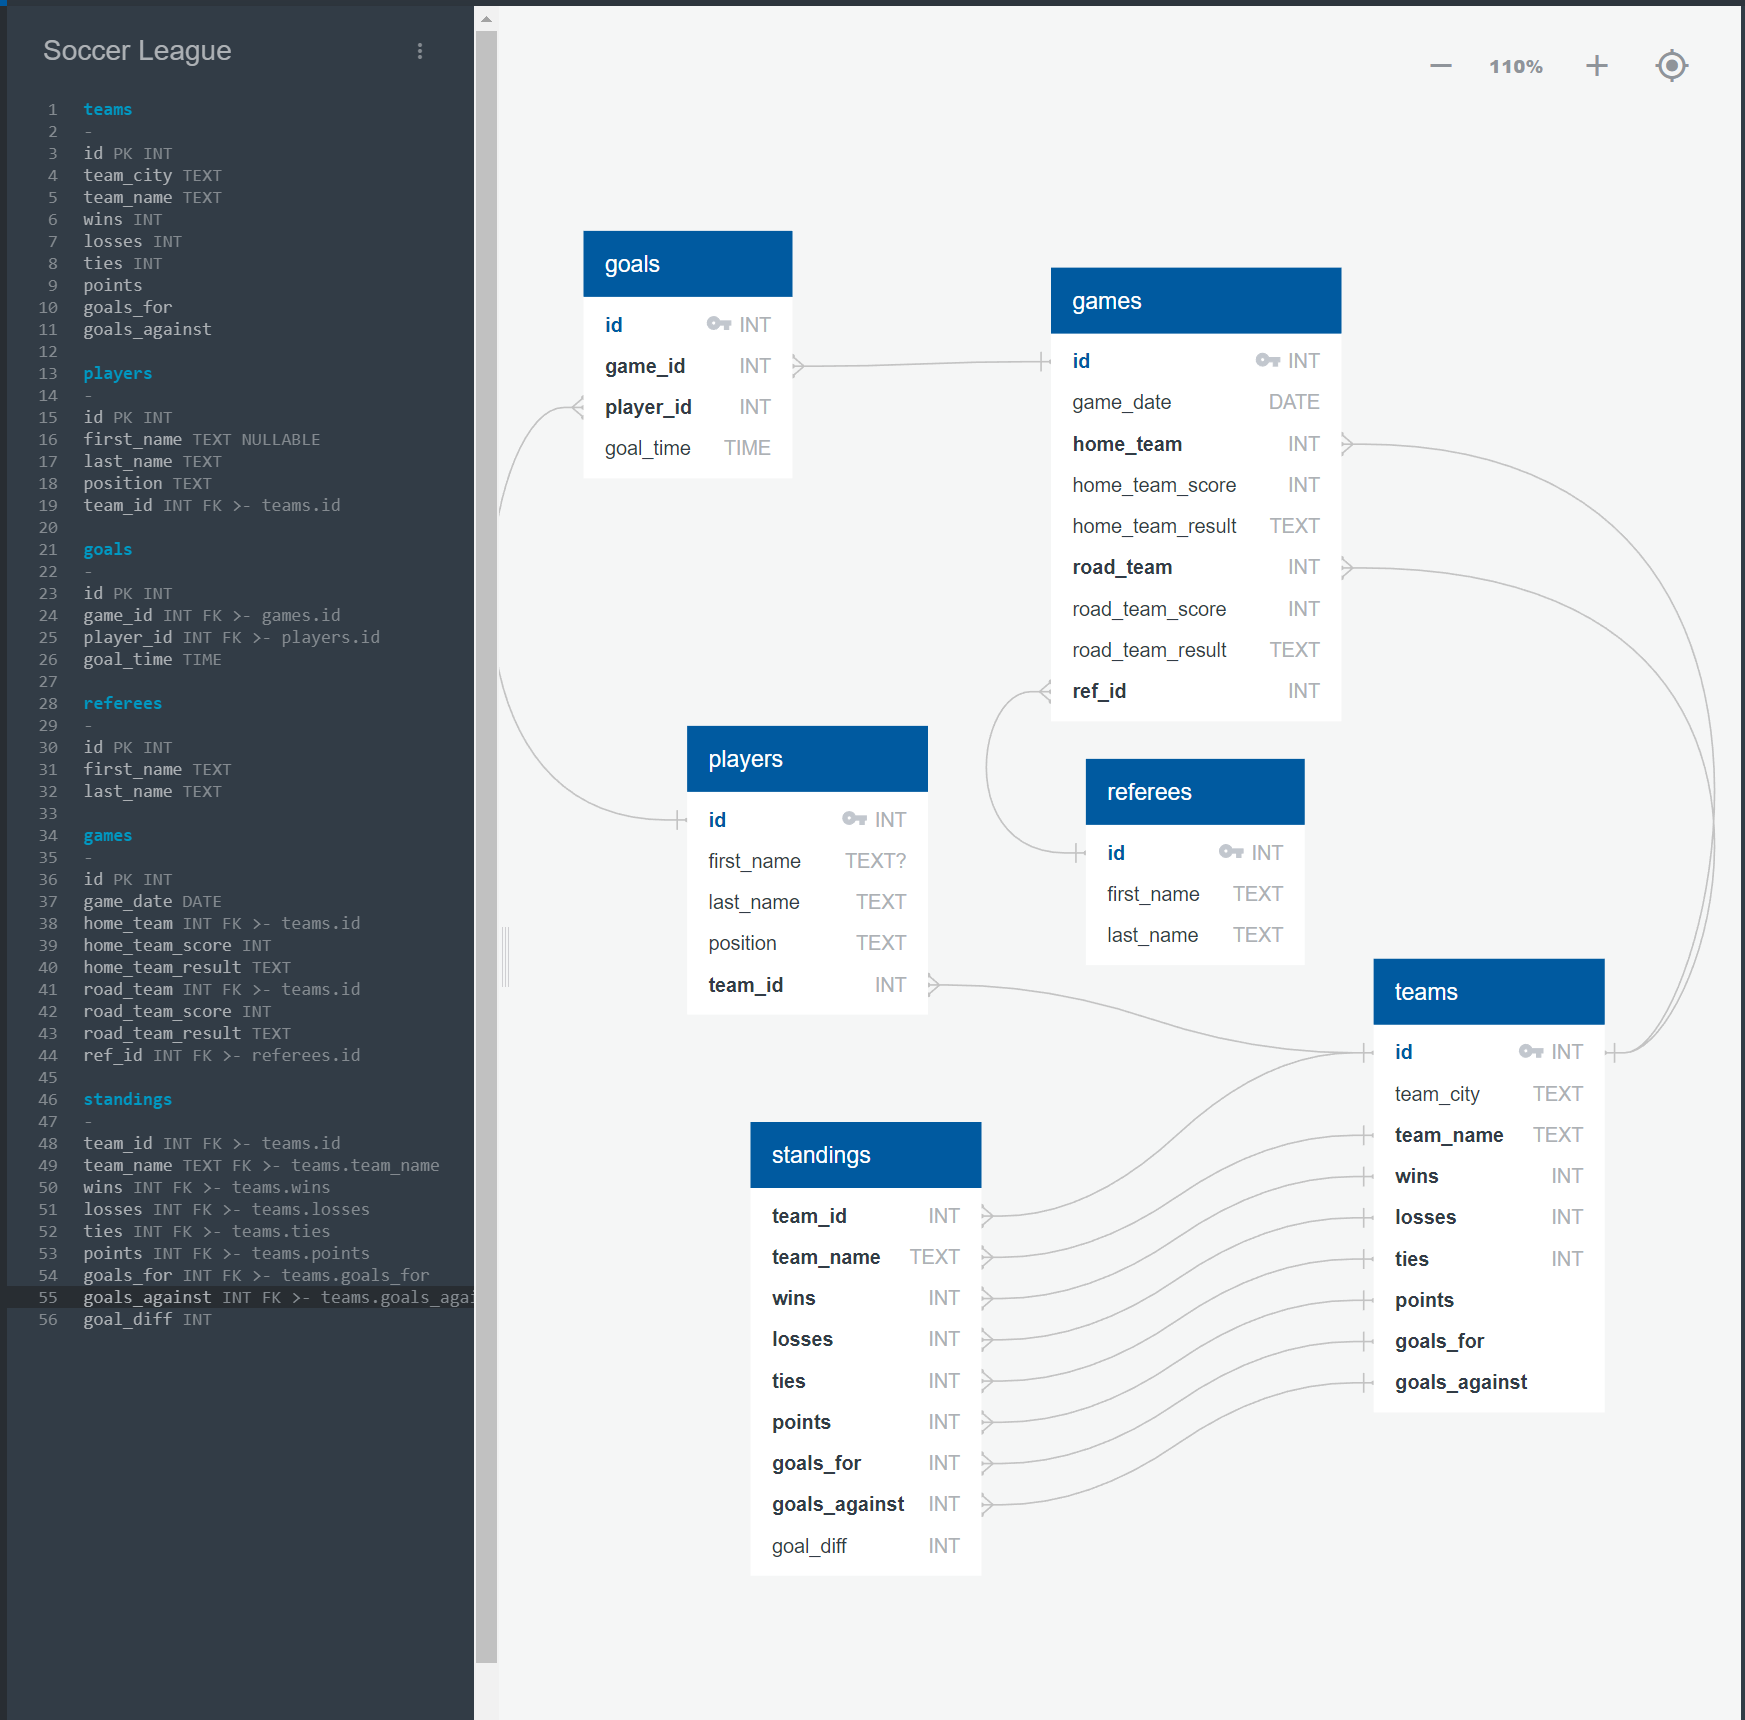 Soccer League
1 teams
2 -
3 id PK INT
4 team_city TEXT
5 team_name TEXT
6 wins INT
7 losses INT
8 ties INT
9 points
10 goals_for
11 goals_against
12
13 players
14 -
15 id PK INT
16 first_name TEXT NULLABLE
17 last_name TEXT
18 position TEXT
19 team_id INT FK >- teams.id
20
21 goals
22 -
23 id PK INT
24 game_id INT FK >- games.id
25 player_id INT FK >- players.id
26 goal_time TIME
27
28 referees
29 -
30 id PK INT
31 first_name TEXT
32 last_name TEXT
33
34 games
35 -
36 id PK INT
37 game_date DATE
38 home_team INT FK >- teams.id
39 home_team_score INT
40 home_team_result TEXT
41 road_team INT FK >- teams.id
42 road_team_score INT
43 road_team_result TEXT
44 ref_id INT FK >- referees.id
45
46 standings
47 -
48 team_id INT FK >- teams.id
49 team_name TEXT FK >- teams.team_name
50 wins INT FK >- teams.wins
51 losses INT FK >- teams.losses
52 ties INT FK >- teams.ties
53 points INT FK >- teams.points
54 goals_for INT FK >- teams.goals_for
55 goals_against INT FK >- teams.goals_agai
56 goal_diff INT
110%
goals
id INT
game_id INT
player_id INT
goal_time TIME
games
id INT
game_date DATE
home_team INT
home_team_score INT
home_team_result TEXT
road_team INT
road_team_score INT
road_team_result TEXT
ref_id INT
players
id INT
first_name TEXT?
last_name TEXT
position TEXT
team_id INT
referees
id INT
first_name TEXT
last_name TEXT
teams
id INT
team_city TEXT
team_name TEXT
wins INT
losses INT
ties INT
points
goals_for
goals_against
standings
team_id INT
team_name TEXT
wins INT
losses INT
ties INT
points INT
goals_for INT
goals_against INT
goal_diff INT